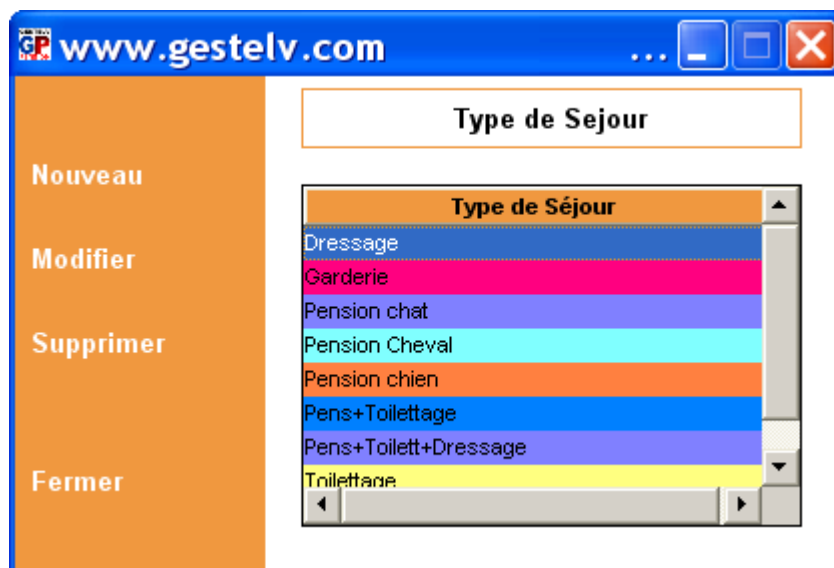 GP www.gestelv.com ...
Type de Sejour
Nouveau
Modifier
Supprimer
Fermer
Type de Séjour
Dressage
Garderie
Pension chat
Pension Cheval
Pension chien
Pens+Toilettage
Pens+Toilett+Dressage
Toilettage